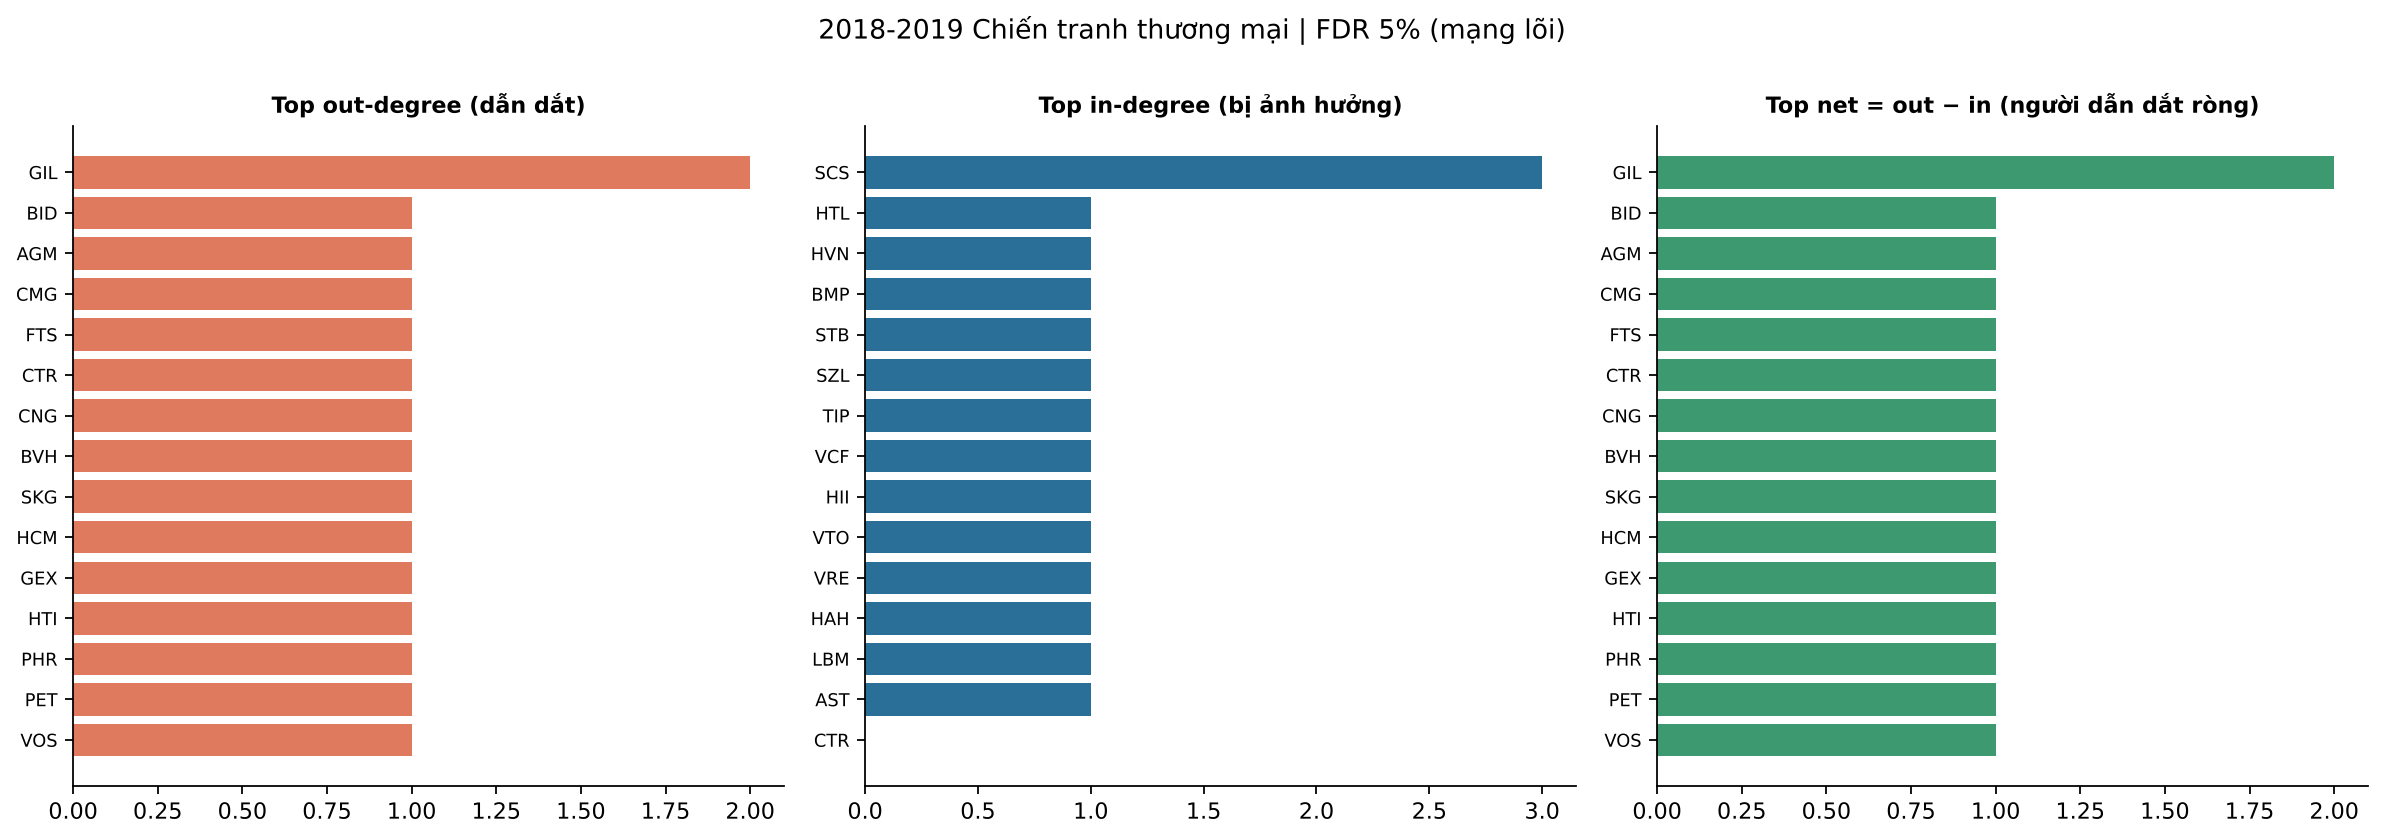 2018-2019 Chiến tranh thương mại | FDR 5% (mạng lõi)
Top out-degree (dẫn dắt)
GIL
BID
AGM
CMG
FTS
CTR
CNG
BVH
SKG
HCM
GEX
HTI
PHR
PET
VOS
0.00 0.25 0.50 0.75 1.00 1.25 1.50 1.75 2.00
Top in-degree (bị ảnh hưởng)
SCS
HTL
HVN
BMP
STB
SZL
TIP
VCF
HII
VTO
VRE
HAH
LBM
AST
CTR
0.0 0.5 1.0 1.5 2.0 2.5 3.0
Top net = out − in (người dẫn dắt ròng)
GIL
BID
AGM
CMG
FTS
CTR
CNG
BVH
SKG
HCM
GEX
HTI
PHR
PET
VOS
0.00 0.25 0.50 0.75 1.00 1.25 1.50 1.75 2.00